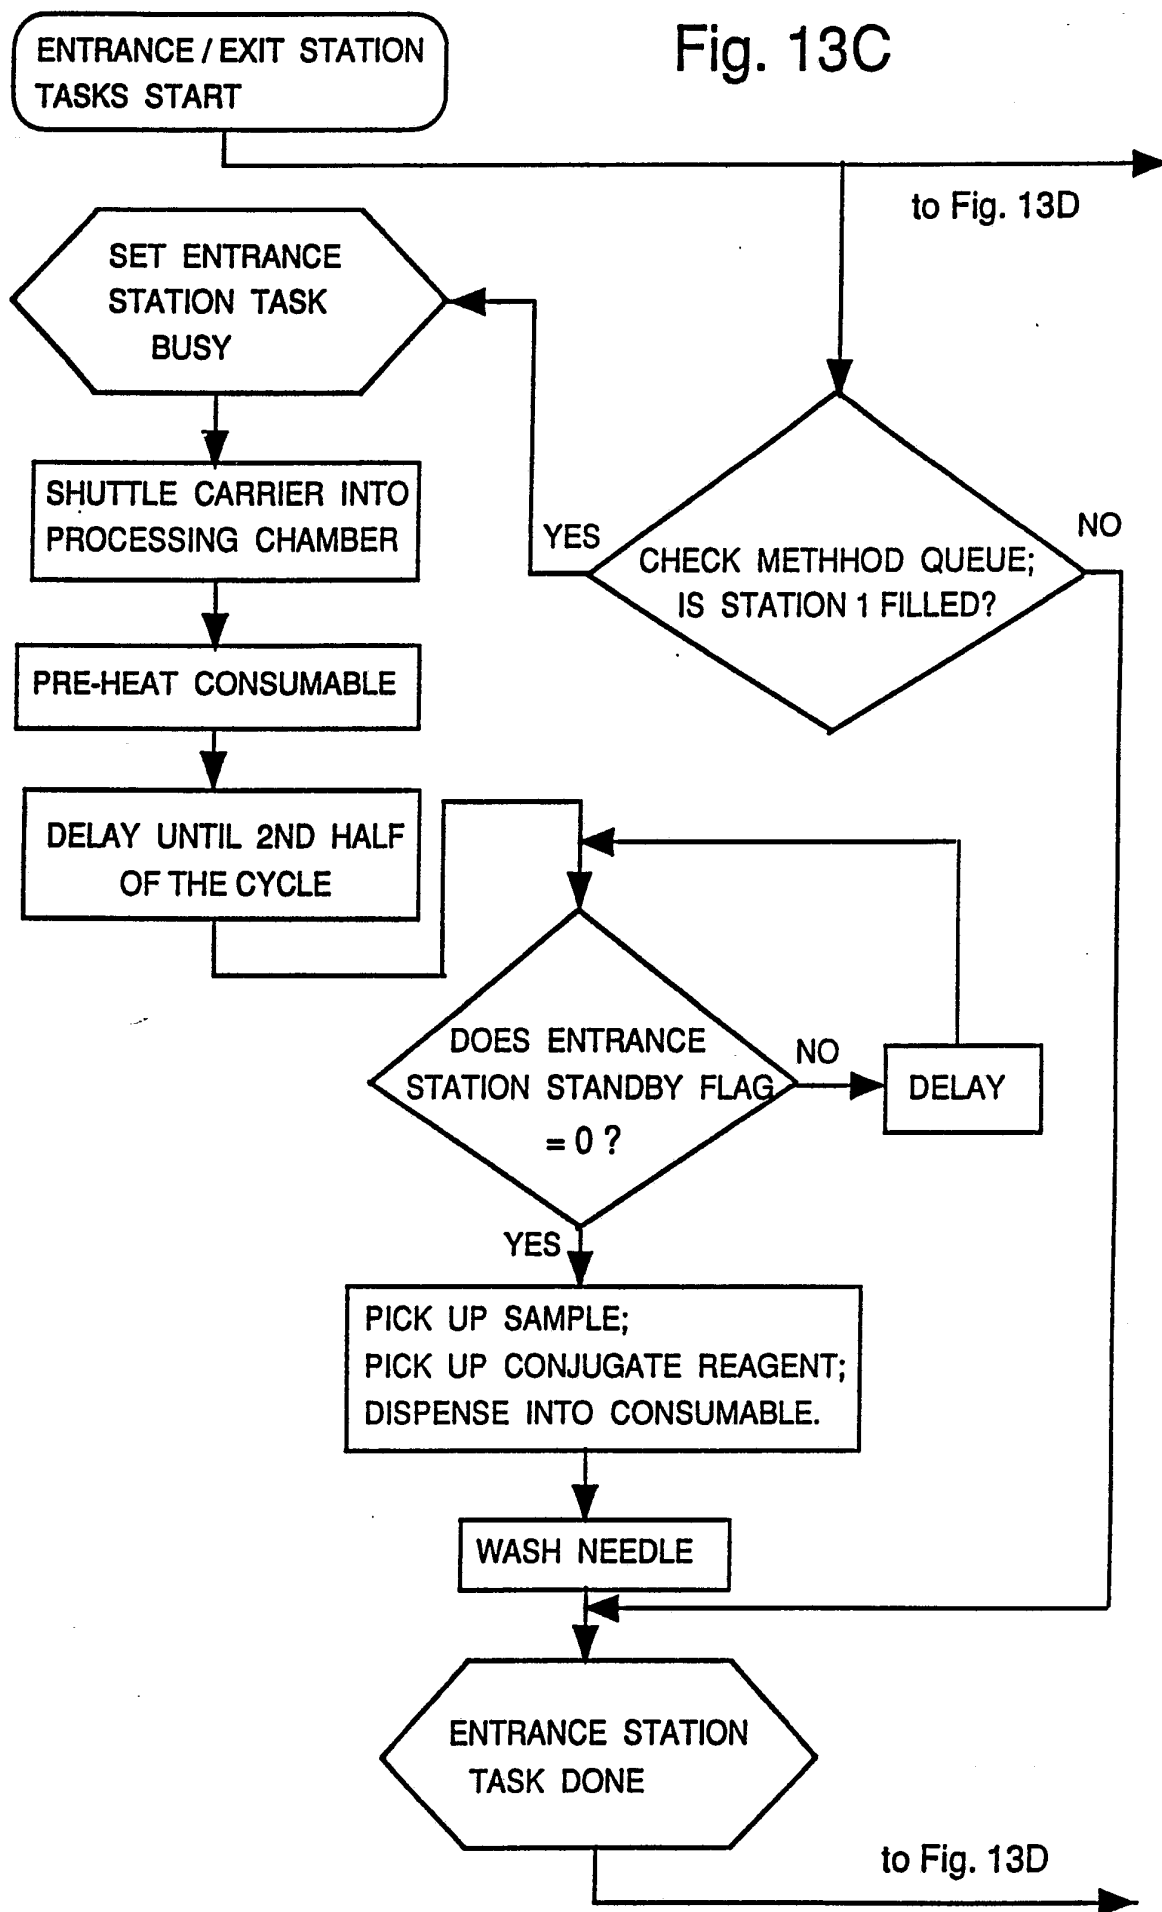 Fig. 13C
ENTRANCE / EXIT STATION
TASKS START
to Fig. 13D
SET ENTRANCE
STATION TASK
BUSY
SHUTTLE CARRIER INTO
PROCESSING CHAMBER
YES
NO
CHECK METHHOD QUEUE;
IS STATION 1 FILLED?
PRE-HEAT CONSUMABLE
DELAY UNTIL 2ND HALF
OF THE CYCLE
DOES ENTRANCE
STATION STANDBY FLAG
= 0 ?
NO
DELAY
YES
PICK UP SAMPLE;
PICK UP CONJUGATE REAGENT;
DISPENSE INTO CONSUMABLE.
WASH NEEDLE
ENTRANCE STATION
TASK DONE
to Fig. 13D